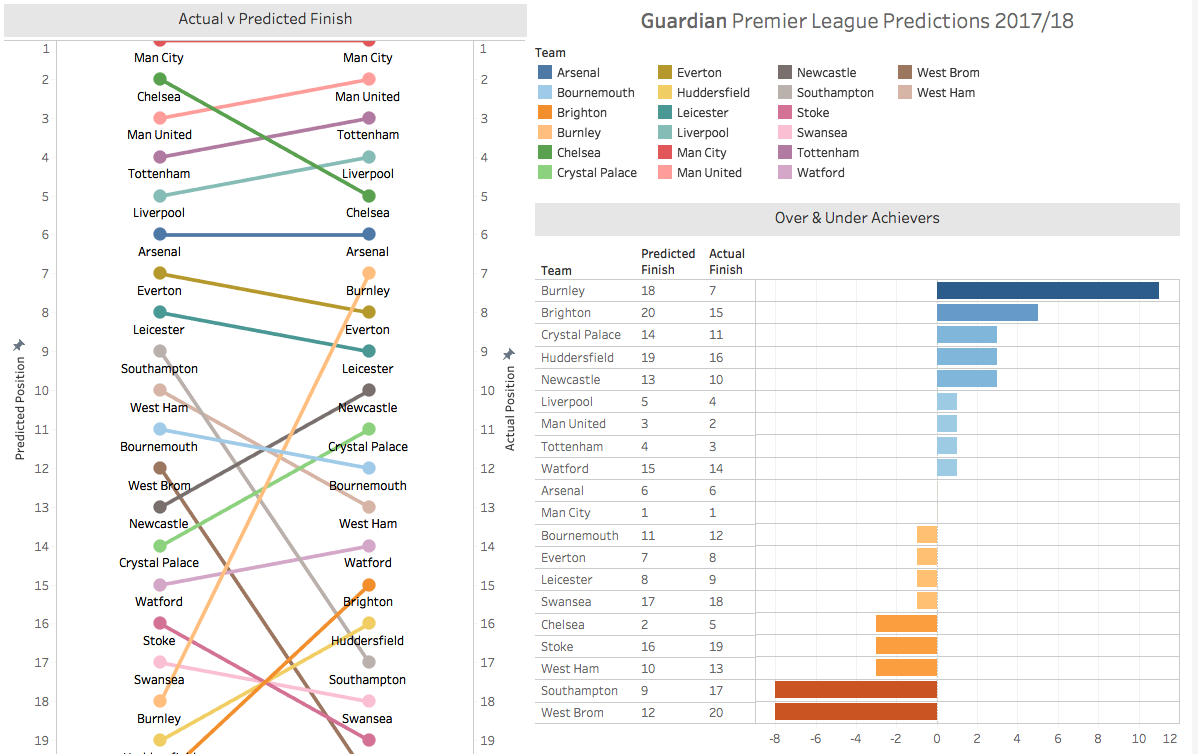 Actual v Predicted Finish
1
Man City
Man City
1
2
Chelsea
Man United
2
3
Man United
Tottenham
3
4
Tottenham
Liverpool
4
5
Liverpool
Chelsea
5
6
Arsenal
Arsenal
6
7
Everton
Burnley
7
8
Leicester
Everton
8
9
Southampton
Leicester
9
10
West Ham
Newcastle
10
11
Bournemouth
Crystal Palace
11
12
West Brom
Bournemouth
12
13
Newcastle
West Ham
13
14
Crystal Palace
Watford
14
15
Watford
Brighton
15
16
Stoke
Huddersfield
16
17
Swansea
Southampton
17
18
Burnley
Swansea
18
19
19
Predicted Position
Actual Position
Guardian Premier League Predictions 2017/18
Team
Arsenal Everton Newcastle West Brom
Bournemouth Huddersfield Southampton West Ham
Brighton Leicester Stoke
Burnley Liverpool Swansea
Chelsea Man City Tottenham
Crystal Palace Man United Watford
Over & Under Achievers
Team Predicted Finish Actual Finish
Burnley 18 7
Brighton 20 15
Crystal Palace 14 11
Huddersfield 19 16
Newcastle 13 10
Liverpool 5 4
Man United 3 2
Tottenham 4 3
Watford 15 14
Arsenal 6 6
Man City 1 1
Bournemouth 11 12
Everton 7 8
Leicester 8 9
Swansea 17 18
Chelsea 2 5
Stoke 16 19
West Ham 10 13
Southampton 9 17
West Brom 12 20
-8 -6 -4 -2 0 2 4 6 8 10 12